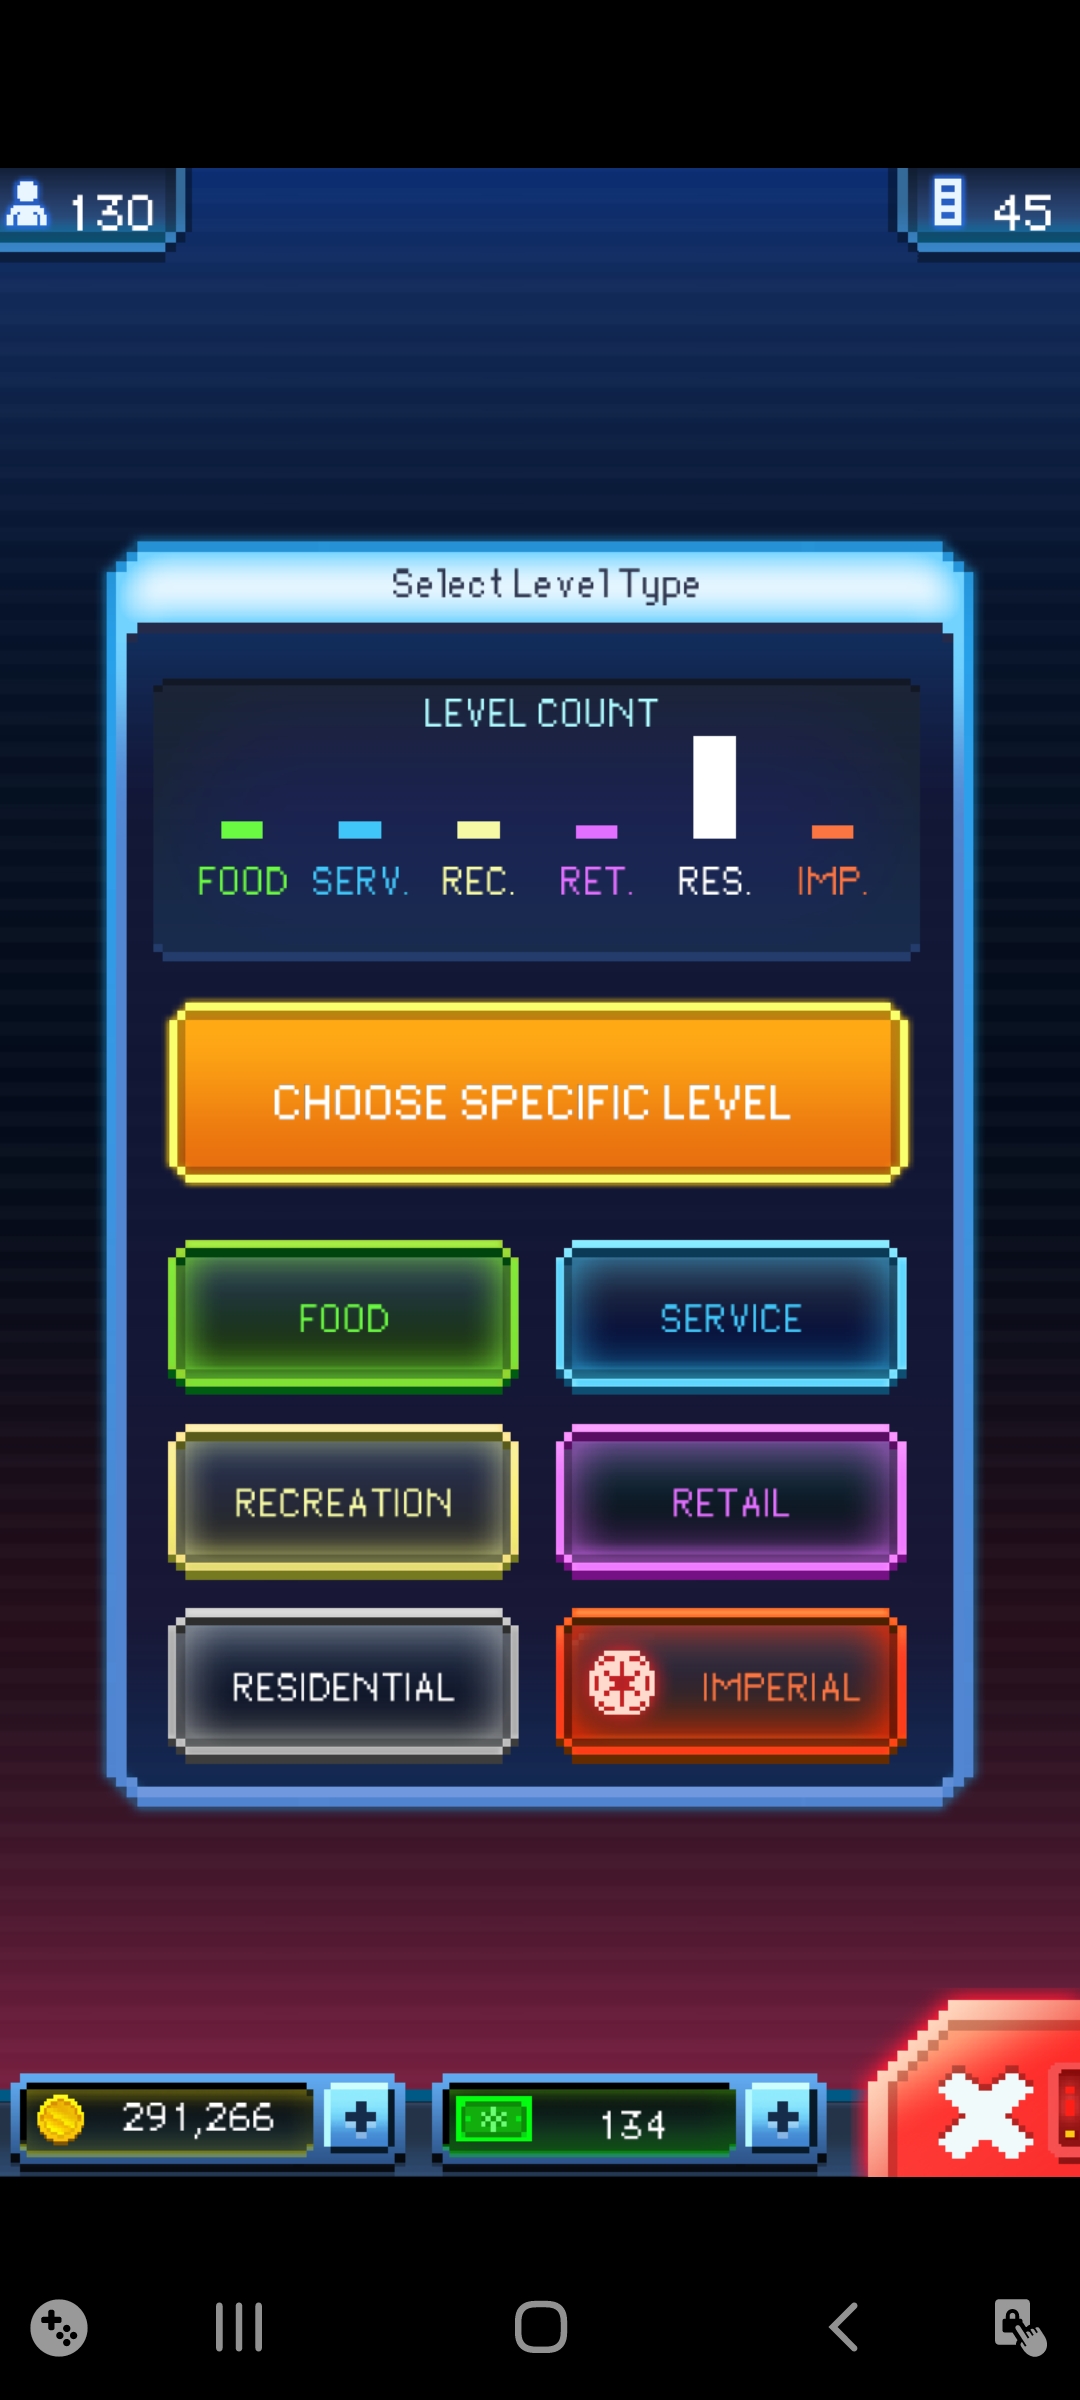 130
45
Select Level Type
LEVEL COUNT
FOOD SERV. REC. RET. RES. IMP.
CHOOSE SPECIFIC LEVEL
FOOD SERVICE
RECREATION RETAIL
RESIDENTIAL IMPERIAL
291,266 134